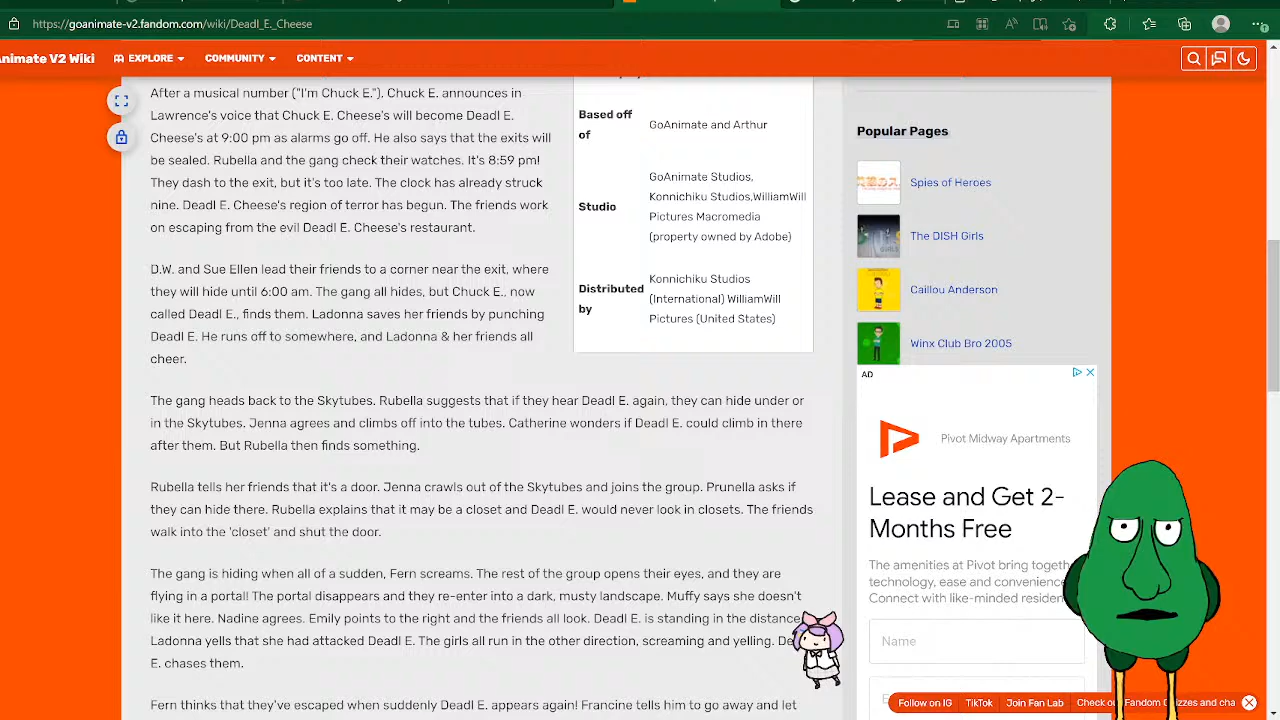 https://goanimate-v2.fandom.com/wiki/Deadl_E_Cheese
Animate V2 Wiki
EXPLORE
COMMUNITY
CONTENT
After a musical number ("I'm Chuck E."). Chuck E. announces in
Lawrence's voice that Chuck E. Cheese's will become Deadl E.
Cheese's at 9:00 pm as alarms go off. He also says that the exits will
be sealed. Rubella and the gang check their watches. It's 8:59 pm!
They dash to the exit, but it's too late. The clock has already struck
nine. Deadl E. Cheese's region of terror has begun. The friends work
on escaping from the evil Deadl E. Cheese's restaurant.
D.W. and Sue Ellen lead their friends to a corner near the exit, where
they will hide until 6:00 am. The gang all hides, but Chuck E., now
called Deadl E., finds them. Ladonna saves her friends by punching
Deadl E. He runs off to somewhere, and Ladonna & her friends all
cheer.
Based off
of
GoAnimate and Arthur
Studio
GoAnimate Studios,
Konnichiku Studios,WilliamWill
Pictures Macromedia
(property owned by Adobe)
Distributed
by
Konnichiku Studios
(International) WilliamWill
Pictures (United States)
The gang heads back to the Skytubes. Rubella suggests that if they hear Deadl E. again, they can hide under or
in the Skytubes. Jenna agrees and climbs off into the tubes. Catherine wonders if Deadl E. could climb in there
after them. But Rubella then finds something.
Rubella tells her friends that it's a door. Jenna crawls out of the Skytubes and joins the group. Prunella asks if
they can hide there. Rubella explains that it may be a closet and Deadl E. would never look in closets. The friends
walk into the 'closet' and shut the door.
The gang is hiding when all of a sudden, Fern screams. The rest of the group opens their eyes, and they are
flying in a portal! The portal disappears and they re-enter into a dark, musty landscape. Muffy says she doesn't
like it here. Nadine agrees. Emily points to the right and the friends all look. Deadl E. is standing in the distance
Ladonna yells that she had attacked Deadl E. The girls all run in the other direction, screaming and yelling. De
E. chases them.
Fern thinks that they've escaped when suddenly Deadl E. appears again! Francine tells him to go away and let
Popular Pages
Spies of Heroes
The DISH Girls
Caillou Anderson
Winx Club Bro 2005
AD
Pivot Midway Apartments
Lease and Get 2-
Months Free
The amenities at Pivot bring togeth
technology, ease and convenience
Connect with like-minded residen
Name
Follow on IG
TikTok
Join Fan Lab
Check ou Fandom Quizzes and cha